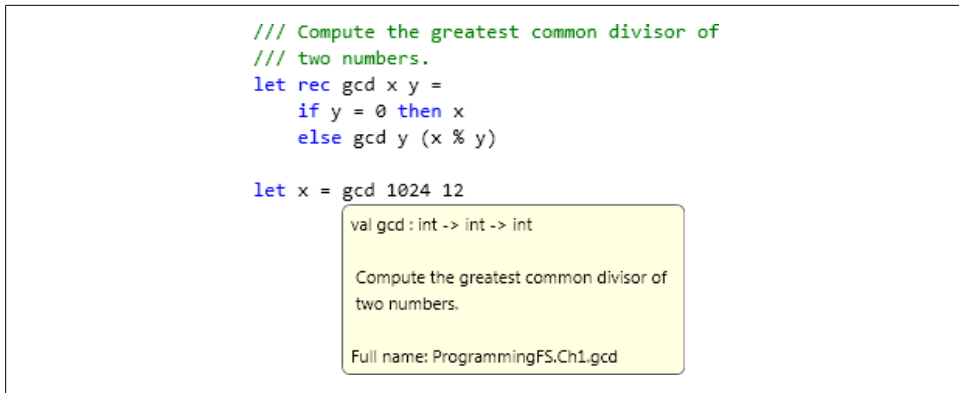 /// Compute the greatest common divisor of
/// two numbers.
let rec gcd x y =
    if y = 0 then x
    else gcd y (x % y)
let x = gcd 1024 12
val gcd : int -> int -> int
Compute the greatest common divisor of
two numbers.
Full name: ProgrammingFS.Ch1.gcd